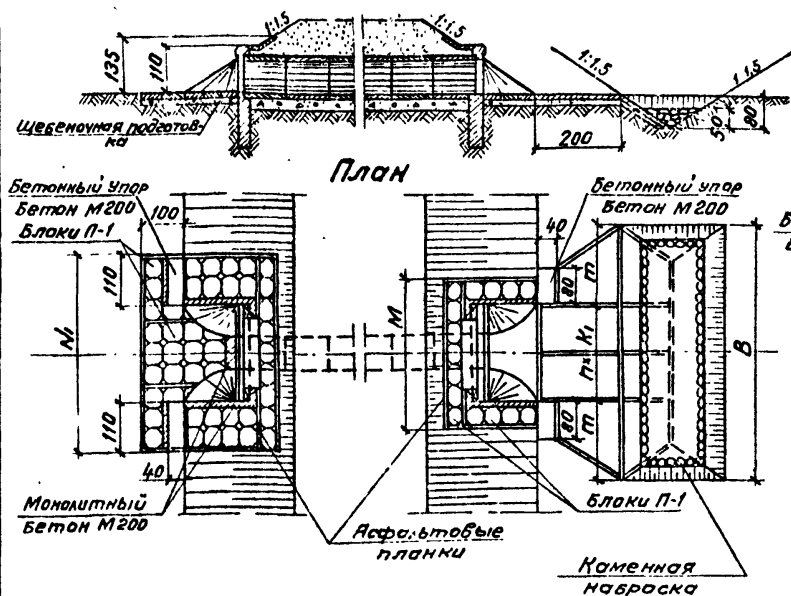 1:1.5
1:1.5
135
110
1:1.5
1:1.5
50
80
200
Щебеночная подготов-
ка
План
Бетонный упор
Бетон М200
Блоки П-1
100
110
N₁
110
40
Монолитный
бетон М200
М
Асфальтовые
планки
Бетонный упор
Бетон М200
40
80
m
n × K₁
80
m
В
Б
Блоки П-1
Каменная
наброска